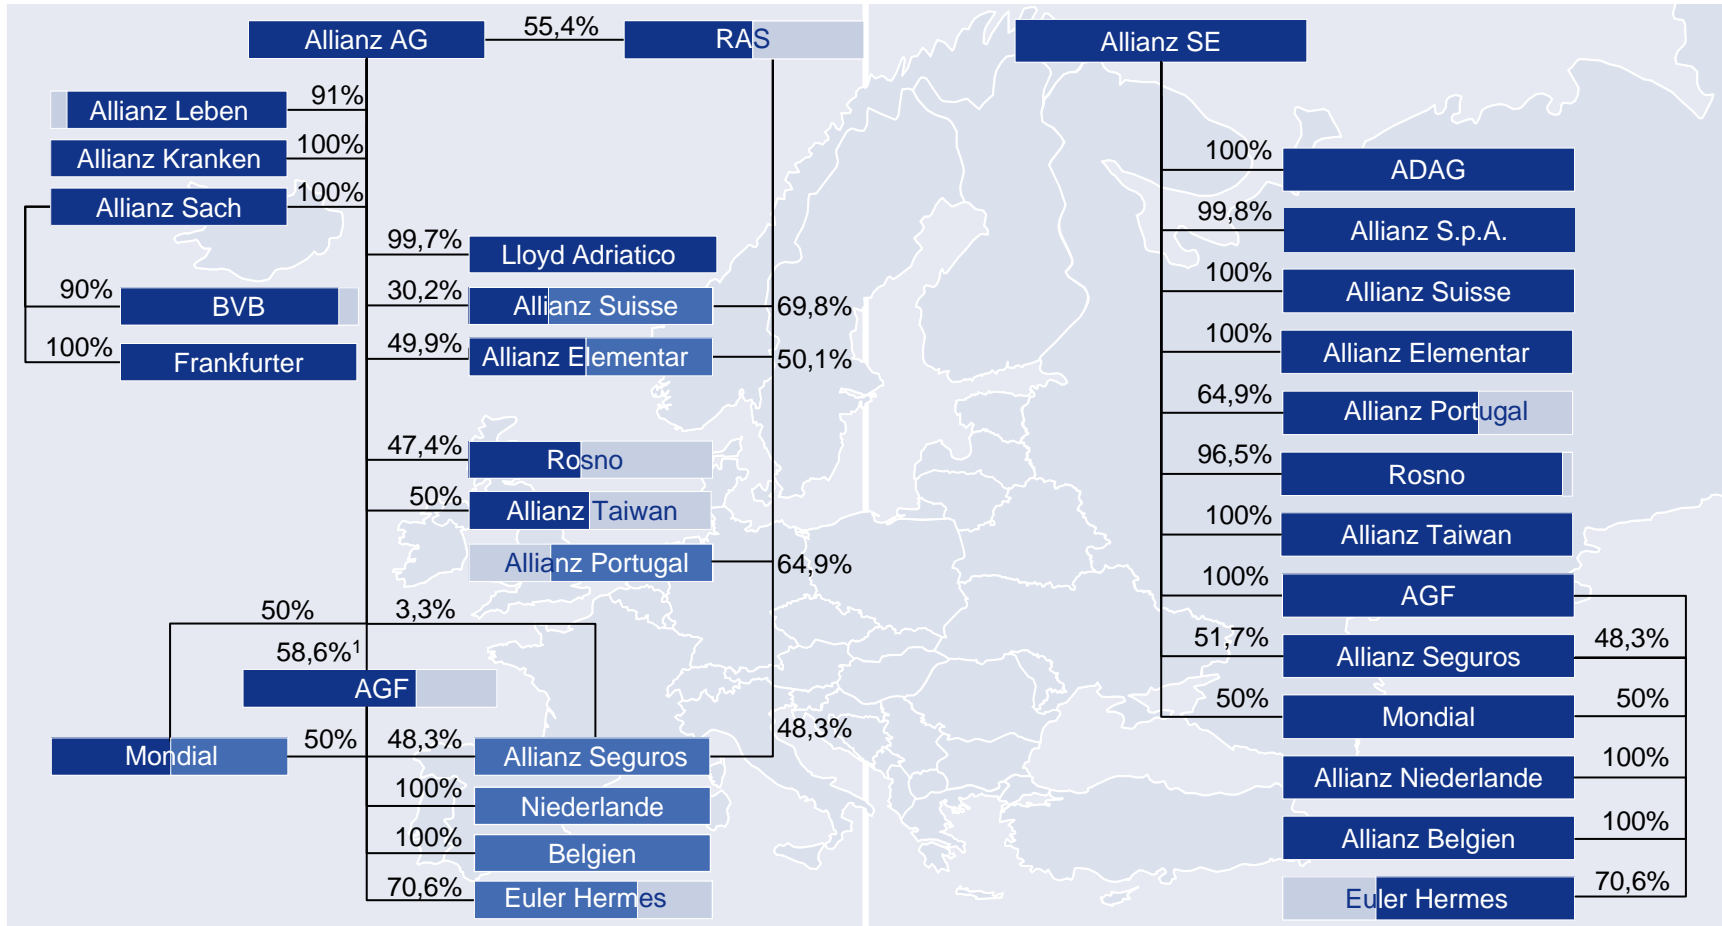 Allianz AG
55,4%
RAS
Allianz Leben
91%
Allianz Kranken
100%
Allianz Sach
100%
90%
BVB
100%
Frankfurter
99,7%
Lloyd Adriatico
30,2%
Allianz Suisse
69,8%
49,9%
Allianz Elementar
50,1%
47,4%
Rosno
50%
Allianz Taiwan
Allianz Portugal
64,9%
50%
3,3%
58,6%¹
AGF
Mondial
50%
48,3%
Allianz Seguros
48,3%
100%
Niederlande
100%
Belgien
70,6%
Euler Hermes
Allianz SE
100%
ADAG
99,8%
Allianz S.p.A.
100%
Allianz Suisse
100%
Allianz Elementar
64,9%
Allianz Portugal
96,5%
Rosno
100%
Allianz Taiwan
100%
AGF
51,7%
Allianz Seguros
48,3%
50%
Mondial
50%
Allianz Niederlande
100%
Allianz Belgien
100%
Euler Hermes
70,6%